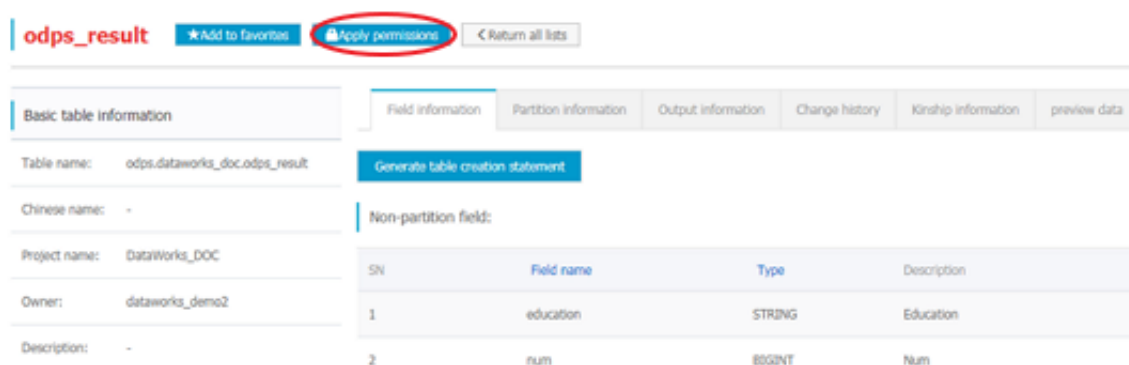 odps_result ★Add to favorites Apply permissions < Return all lists
Basic table information
Table name: odps.dataworks_doc.odps_result
Chinese name: -
Project name: DataWorks_DOC
Owner: dataworks_demo2
Description: -
Field information Partition information Output information Change history Kinship information preview data
Generate table creation statement
Non-partition field:
SN Field name Type Description
1 education STRING Education
2 num BIGINT Num